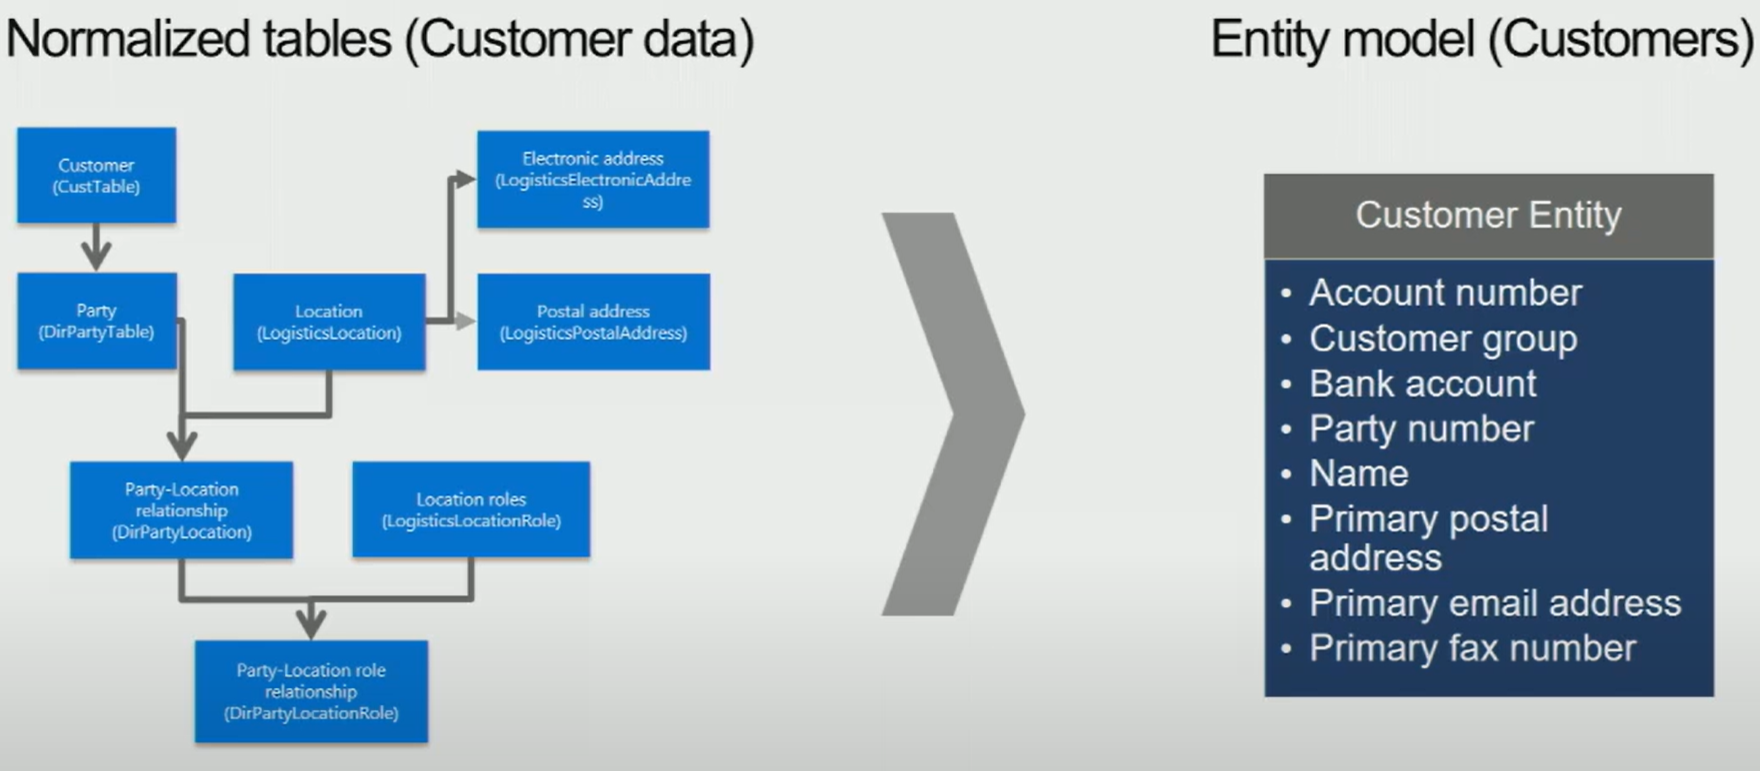 Normalized tables (Customer data)
Entity model (Customers)
Customer
(CustTable)
Electronic address
(LogisticsElectronicAddre
ss)
Party
(DirPartyTable)
Location
(LogisticsLocation)
Postal address
(LogisticsPostalAddress)
Party-Location
relationship
(DirPartyLocation)
Location roles
(LogisticsLocationRole)
Party-Location role
relationship
(DirPartyLocationRole)
Customer Entity
• Account number
• Customer group
• Bank account
• Party number
• Name
• Primary postal
address
• Primary email address
• Primary fax number